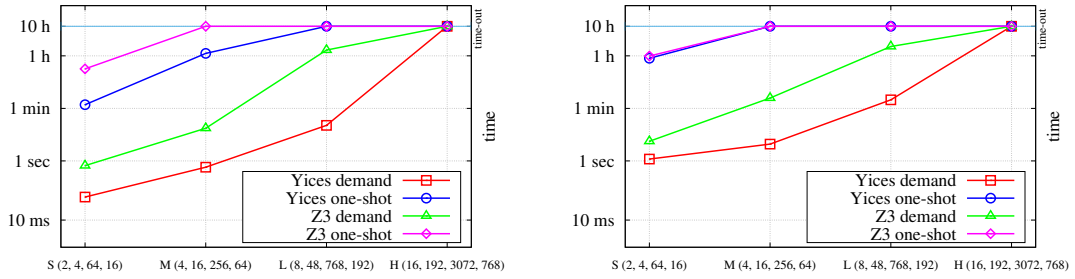 10 h
1 h
1 min
1 sec
10 ms
time-out
time
Yices demand
Yices one-shot
Z3 demand
Z3 one-shot
S (2, 4, 64, 16) M (4, 16, 256, 64) L (8, 48, 768, 192) H (16, 192, 3072, 768)
10 h
1 h
1 min
1 sec
10 ms
time-out
time
Yices demand
Yices one-shot
Z3 demand
Z3 one-shot
S (2, 4, 64, 16) M (4, 16, 256, 64) L (8, 48, 768, 192) H (16, 192, 3072, 768)